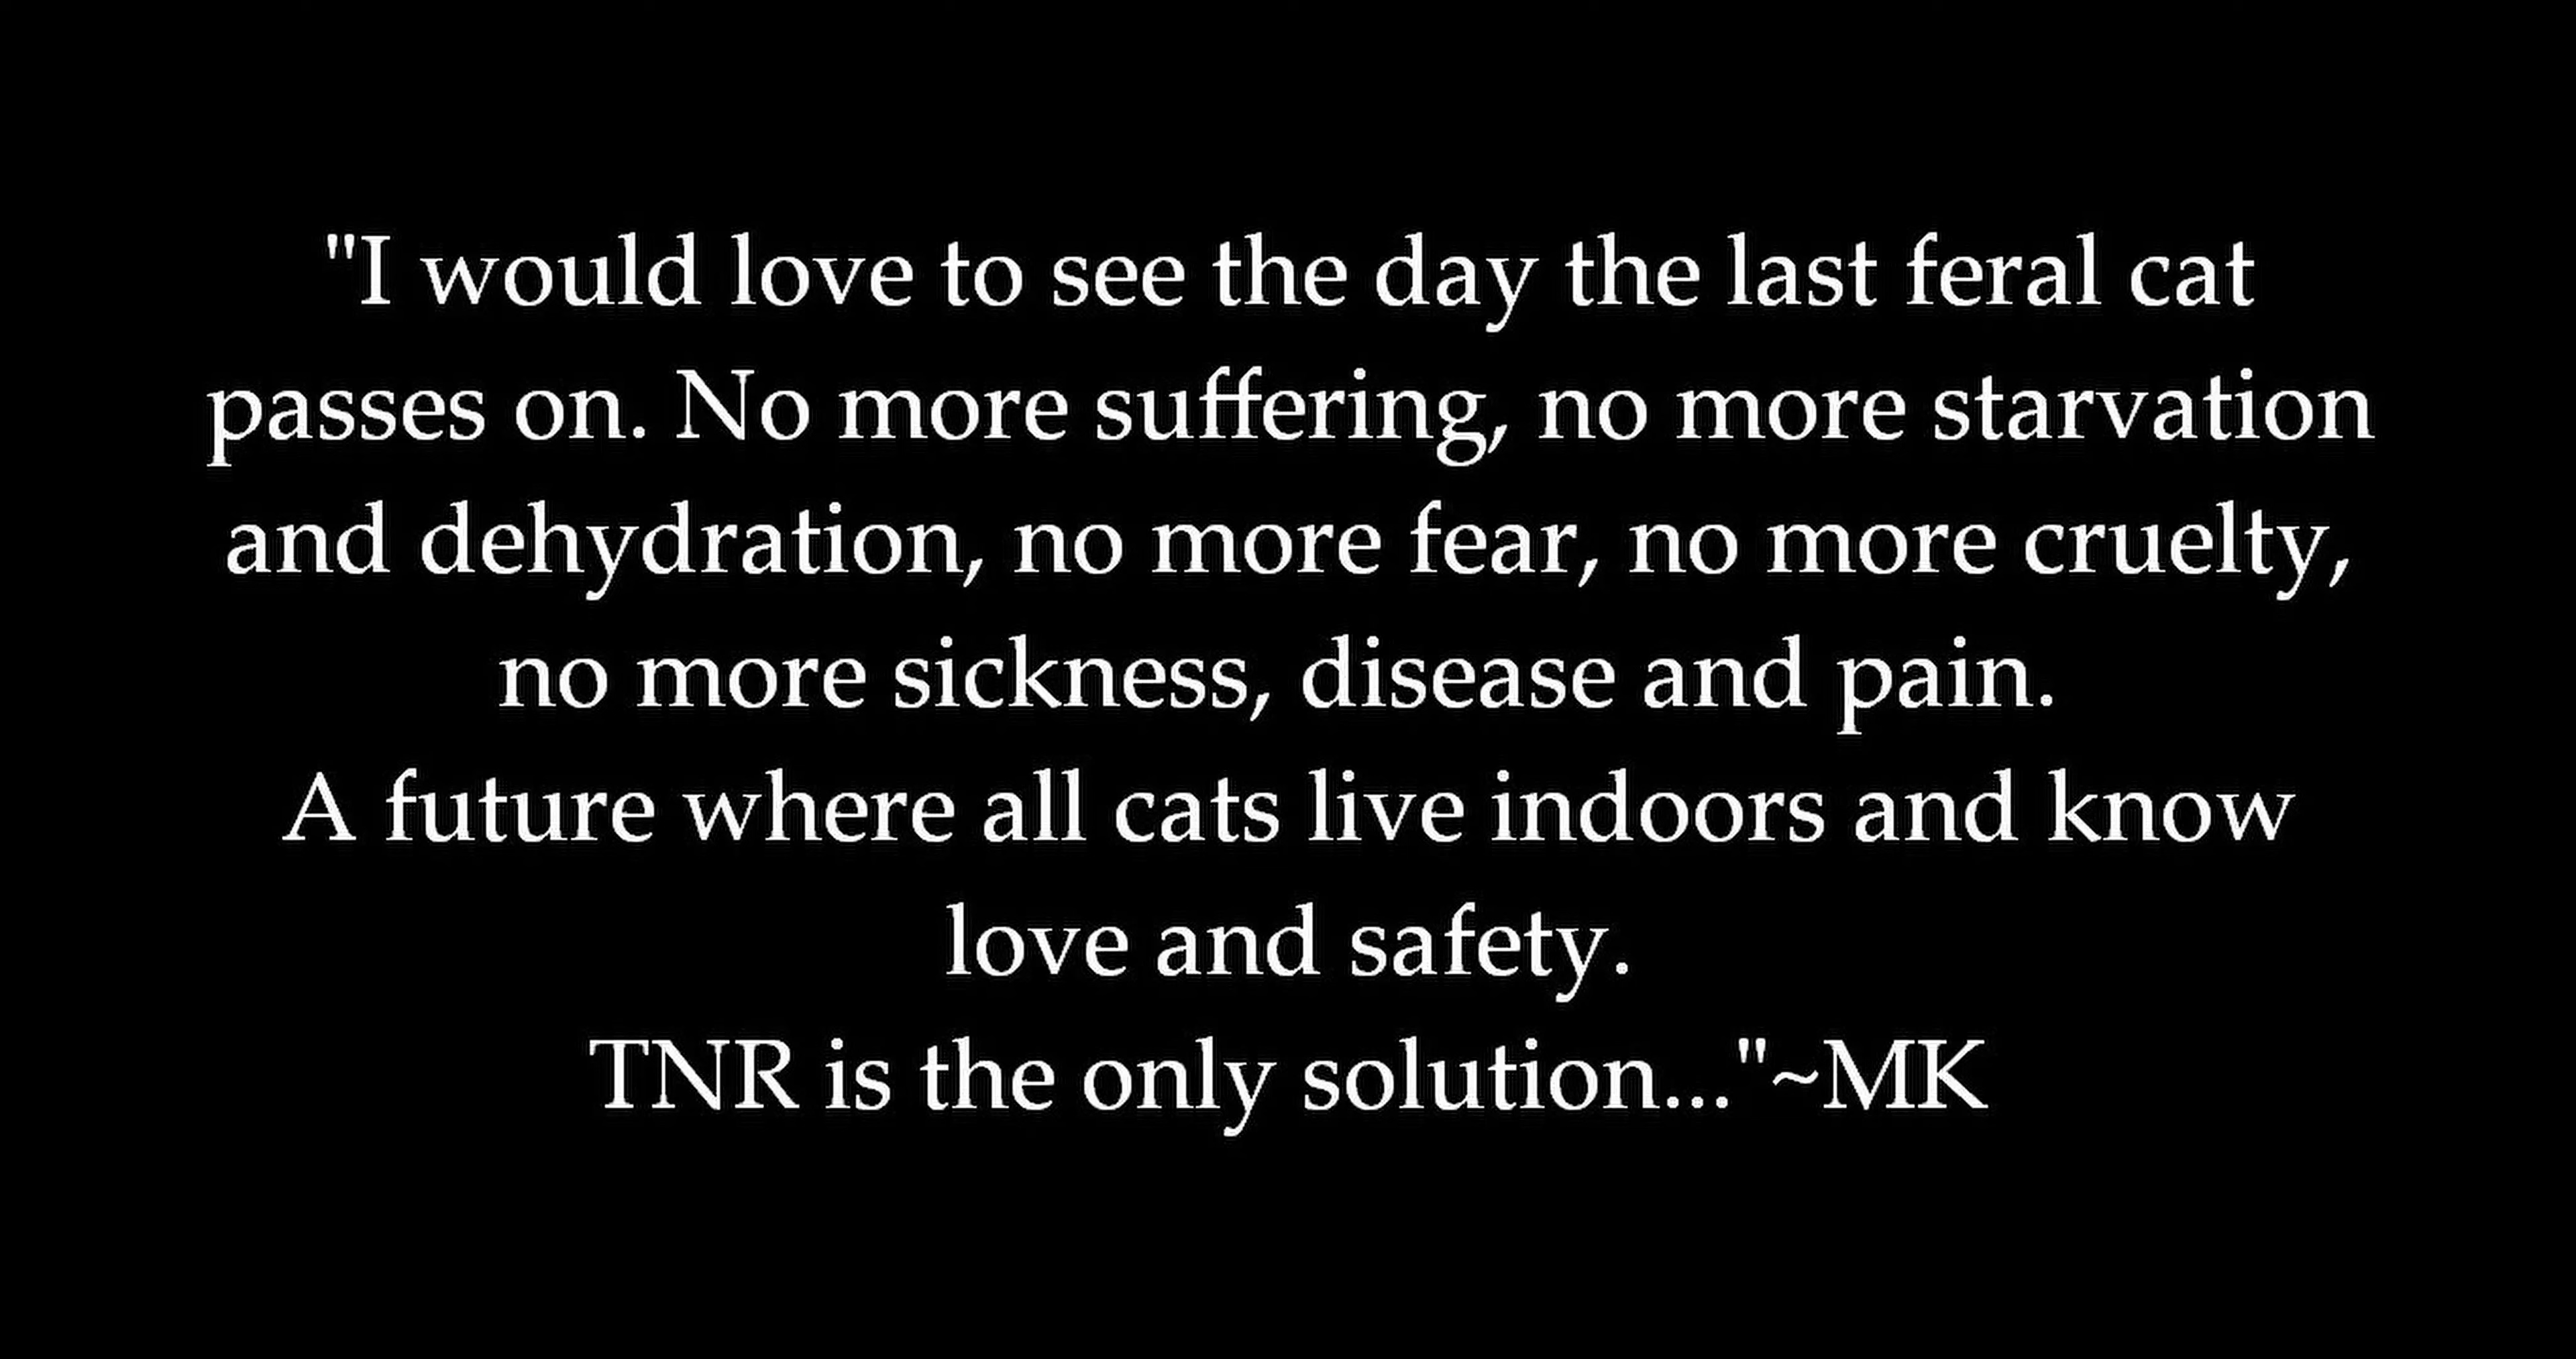 "I would love to see the day the last feral cat
passes on. No more suffering, no more starvation
and dehydration, no more fear, no more cruelty,
no more sickness, disease and pain.
A future where all cats live indoors and know
love and safety.
TNR is the only solution..."~MK